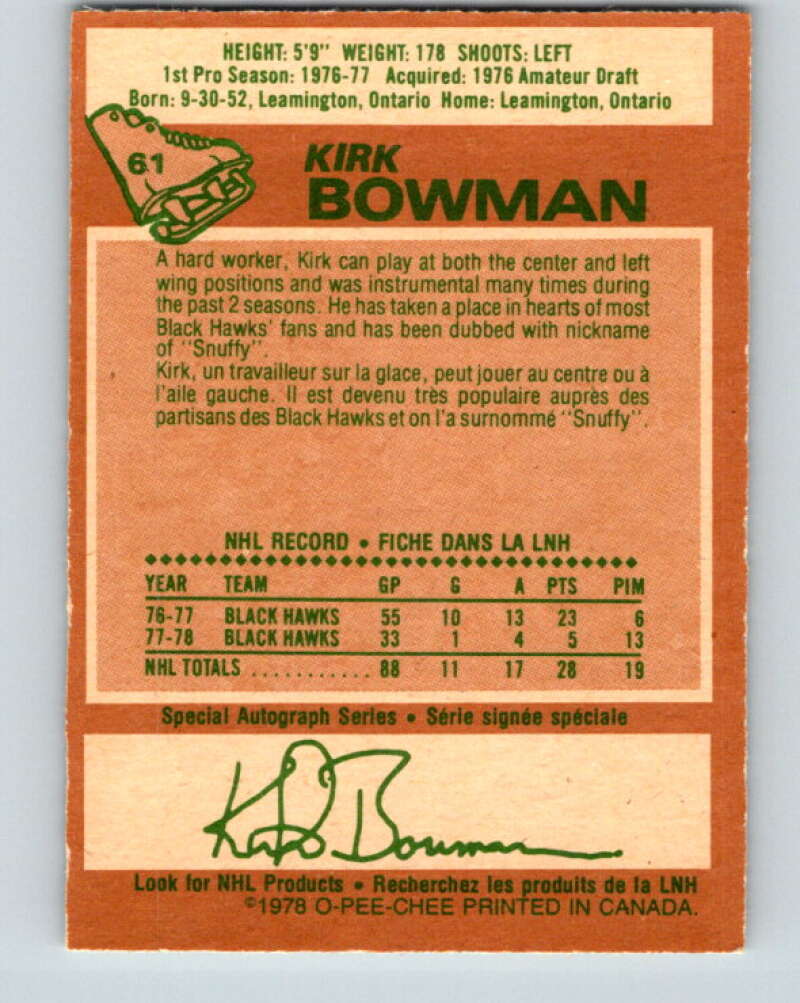 HEIGHT: 5'9" WEIGHT: 178 SHOOTS: LEFT
1st Pro Season: 1976-77 Acquired: 1976 Amateur Draft
Born: 9-30-52, Leamington, Ontario Home: Leamington, Ontario
61
KIRK
BOWMAN
A hard worker, Kirk can play at both the center and left
wing positions and was instrumental many times during
the past 2 seasons. He has taken a place in hearts of most
Black Hawks' fans and has been dubbed with nickname
of "Snuffy".
Kirk, un travailleur sur la glace, peut jouer au centre ou à
l'aile gauche. Il est devenu très populaire auprès des
partisans des Black Hawks et on l'a surnommé "Snuffy".
NHL RECORD • FICHE DANS LA LNH
YEAR TEAM GP G A PTS PIM
76-77 BLACK HAWKS 55 10 13 23 6
77-78 BLACK HAWKS 33 1 4 5 13
NHL TOTALS ........... 88 11 17 28 19
Special Autograph Series • Série signée spéciale
Kirk Bowman
Look for NHL Products • Recherchez les produits de la LNH
©1978 O-PEE-CHEE PRINTED IN CANADA.